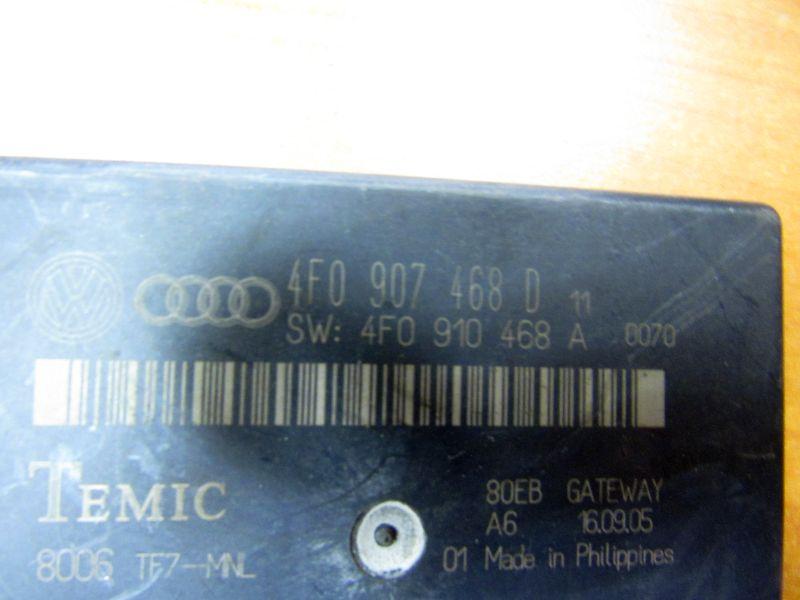 4F0 907 468 D 11
SW: 4F0 910 468 A 0070
TEMIC
80EB GATEWAY
A6 16.09.05
8006 TF7--MNL
01 Made in Philippines